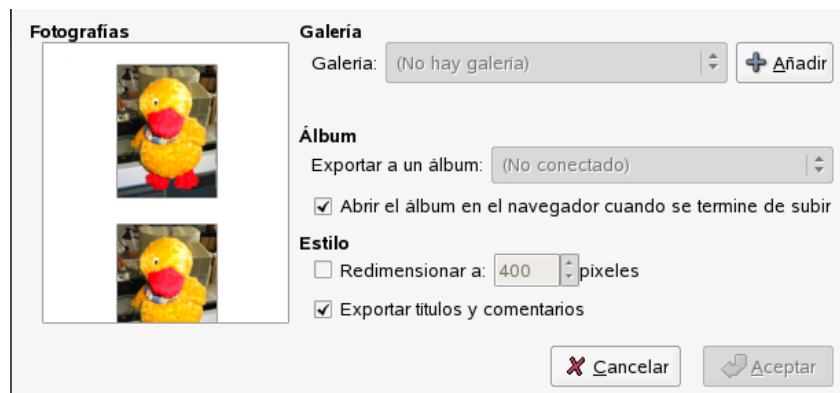 Fotografías
Galería
Galeria: (No hay galeria) Añadir
Álbum
Exportar a un álbum: (No conectado)
Abrir el álbum en el navegador cuando se termine de subir
Estilo
Redimensionar a: 400 píxeles
Exportar títulos y comentarios
Cancelar Aceptar